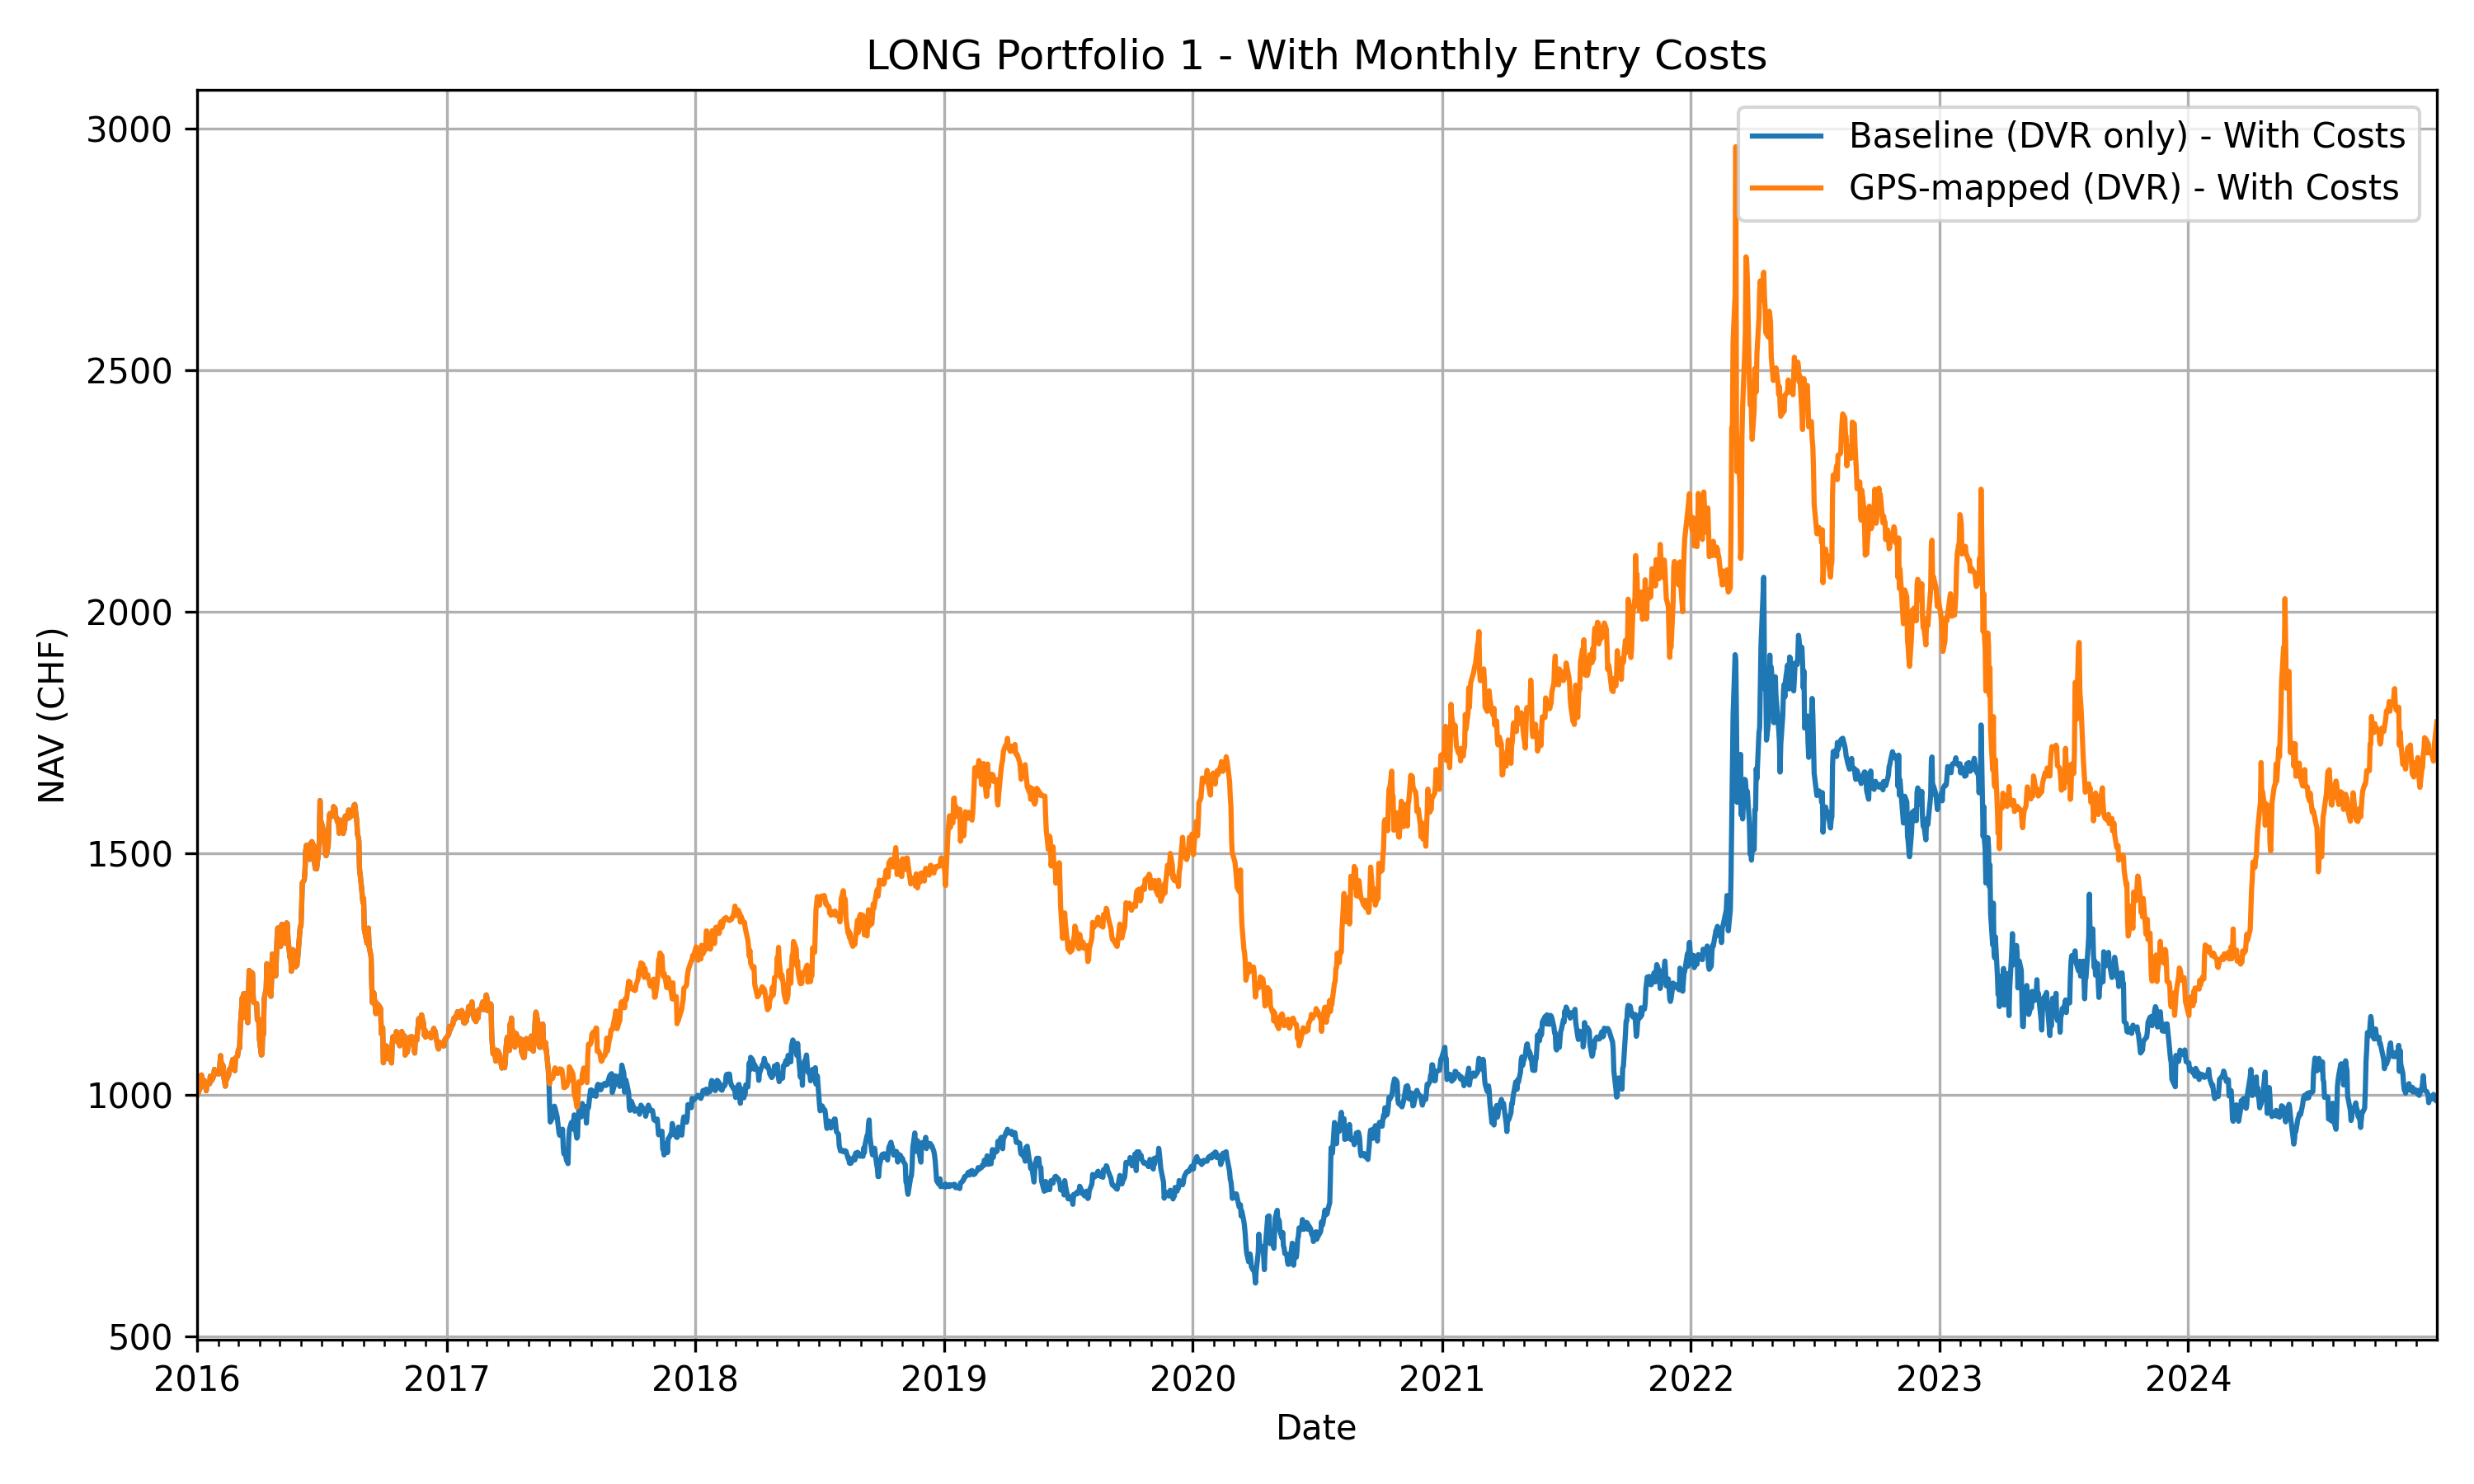 LONG Portfolio 1 - With Monthly Entry Costs
Baseline (DVR only) - With Costs
GPS-mapped (DVR) - With Costs
NAV (CHF)
3000
2500
2000
1500
1000
500
2016 2017 2018 2019 2020 2021 2022 2023 2024
Date